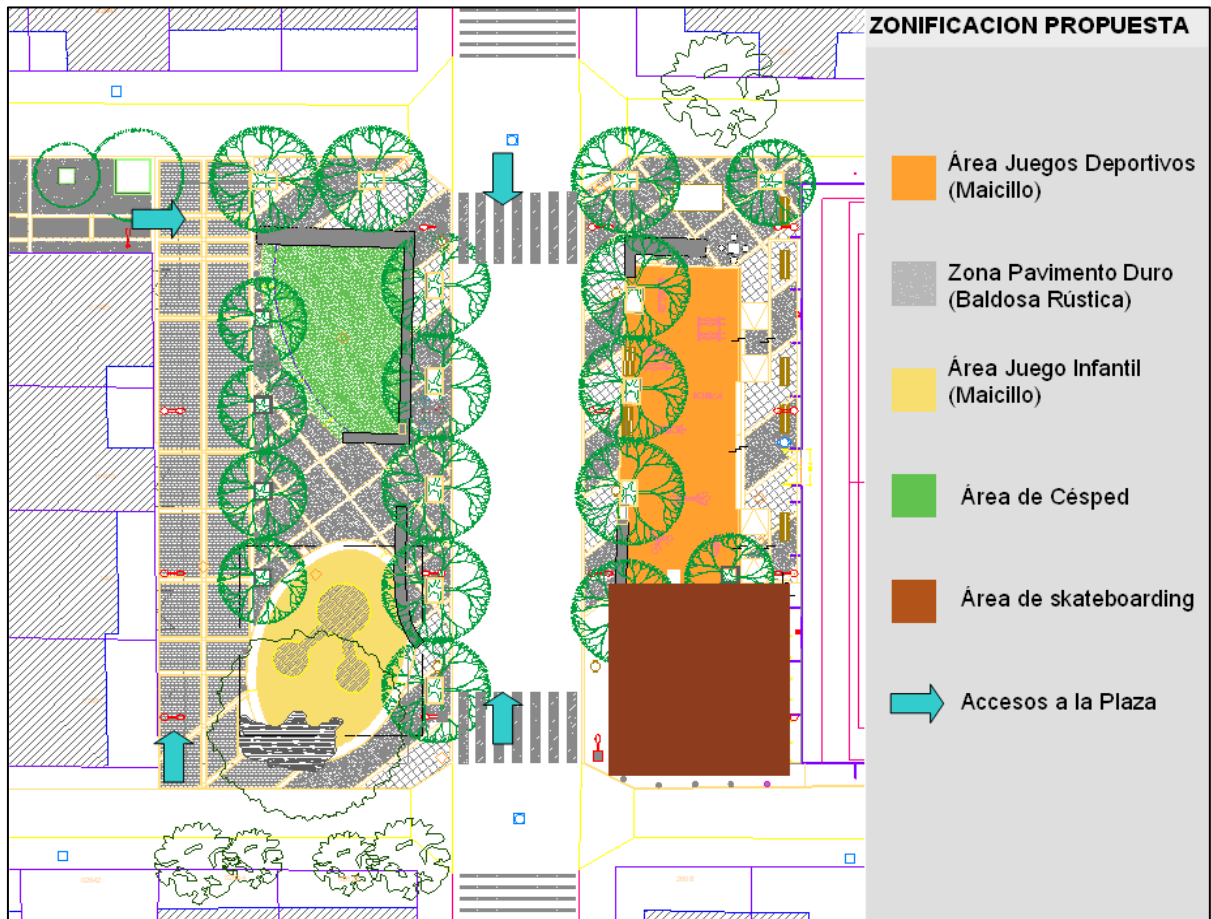 ZONIFICACION PROPUESTA
Área Juegos Deportivos
(Maicillo)
Zona Pavimento Duro
(Baldosa Rústica)
Área Juego Infantil
(Maicillo)
Área de Césped
Área de skateboarding
Accesos a la Plaza